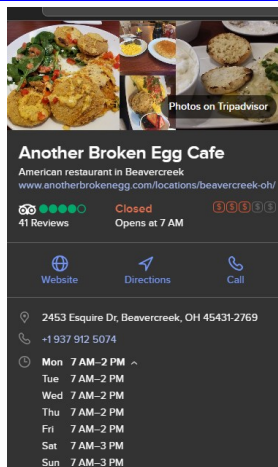 Photos on Tripadvisor
Another Broken Egg Cafe
American restaurant in Beavercreek
www.anotherbrokenegg.com/locations/beavercreek-oh/
Closed
41 Reviews Opens at 7 AM
Website Directions Call
2453 Esquire Dr, Beavercreek, OH 45431-2769
+1 937 912 5074
Mon 7 AM–2 PM
Tue 7 AM–2 PM
Wed 7 AM–2 PM
Thu 7 AM–2 PM
Fri 7 AM–2 PM
Sat 7 AM–3 PM
Sun 7 AM–3 PM